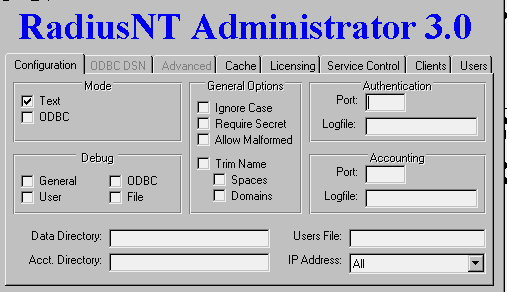 RadiusNT Administrator 3.0
Configuration ODBC DSN Advanced Cache Licensing Service Control Clients Users
Mode
Text
ODBC
Debug
General ODBC
User File
General Options
Ignore Case
Require Secret
Allow Malformed
Trim Name
Spaces
Domains
Authentication
Port:
Logfile:
Accounting
Port:
Logfile:
Data Directory:
Users File:
Acct. Directory:
IP Address: All